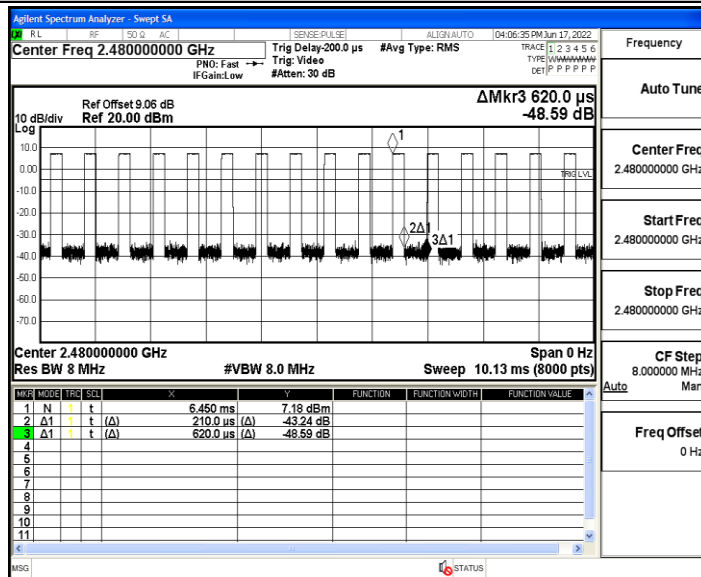 Agilent Spectrum Analyzer - Swept SA
RL RF 50 Ω AC SENSE:PULSE ALIGN AUTO 04:06:35 PM Jun 17, 2022
Center Freq 2.480000000 GHz
PNO: Fast
IFGain:Low
Trig Delay-200.0 µs
Trig: Video
#Atten: 30 dB
#Avg Type: RMS
TRACE 1 2 3 4 5 6
TYPE WWWWWW
DET P P P P P P
Ref Offset 9.06 dB
Ref 20.00 dBm
10 dB/div
Log
ΔMkr3 620.0 µs
-48.59 dB
10.0
0.00
-10.0
-20.0
-30.0
-40.0
-50.0
-60.0
-70.0
1
TRIG LVL
2Δ1
3Δ1
Center 2.480000000 GHz Span 0 Hz
Res BW 8 MHz #VBW 8.0 MHz Sweep 10.13 ms (8000 pts)
MKR MODE TRC SCL X Y FUNCTION FUNCTION WIDTH FUNCTION VALUE
1 N 1 t 6.450 ms 7.18 dBm
2 Δ1 1 t (Δ) 210.0 µs (Δ) -43.24 dB
3 Δ1 1 t (Δ) 620.0 µs (Δ) -48.59 dB
4
5
6
7
8
9
10
11
MSG STATUS
Frequency
Auto Tune
Center Freq
2.480000000 GHz
Start Freq
2.480000000 GHz
Stop Freq
2.480000000 GHz
CF Step
8.000000 MHz
Auto Man
Freq Offset
0 Hz